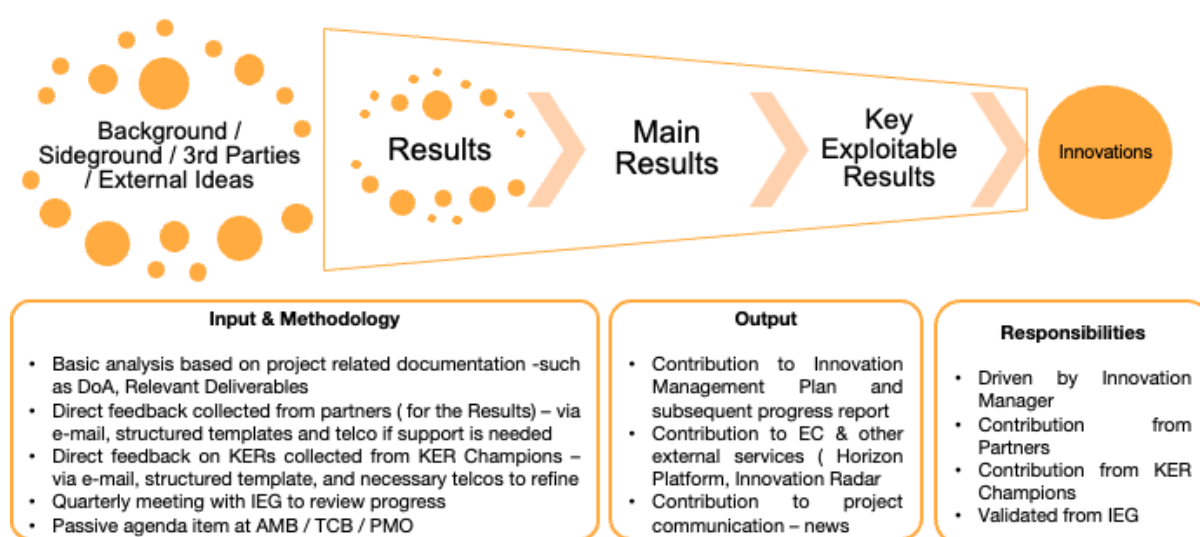 Background /
Sideground / 3rd Parties
/ External Ideas
Results
Main
Results
Key
Exploitable
Results
Innovations
Input & Methodology
• Basic analysis based on project related documentation -such
as DoA, Relevant Deliverables
• Direct feedback collected from partners ( for the Results) – via
e-mail, structured templates and telco if support is needed
• Direct feedback on KERs collected from KER Champions –
via e-mail, structured template, and necessary telcos to refine
• Quarterly meeting with IEG to review progress
• Passive agenda item at AMB / TCB / PMO
Output
• Contribution to Innovation
Management Plan and
subsequent progress report
• Contribution to EC & other
external services ( Horizon
Platform, Innovation Radar
• Contribution to project
communication – news
Responsibilities
• Driven by Innovation
Manager
• Contribution from
Partners
• Contribution from KER
Champions
• Validated from IEG